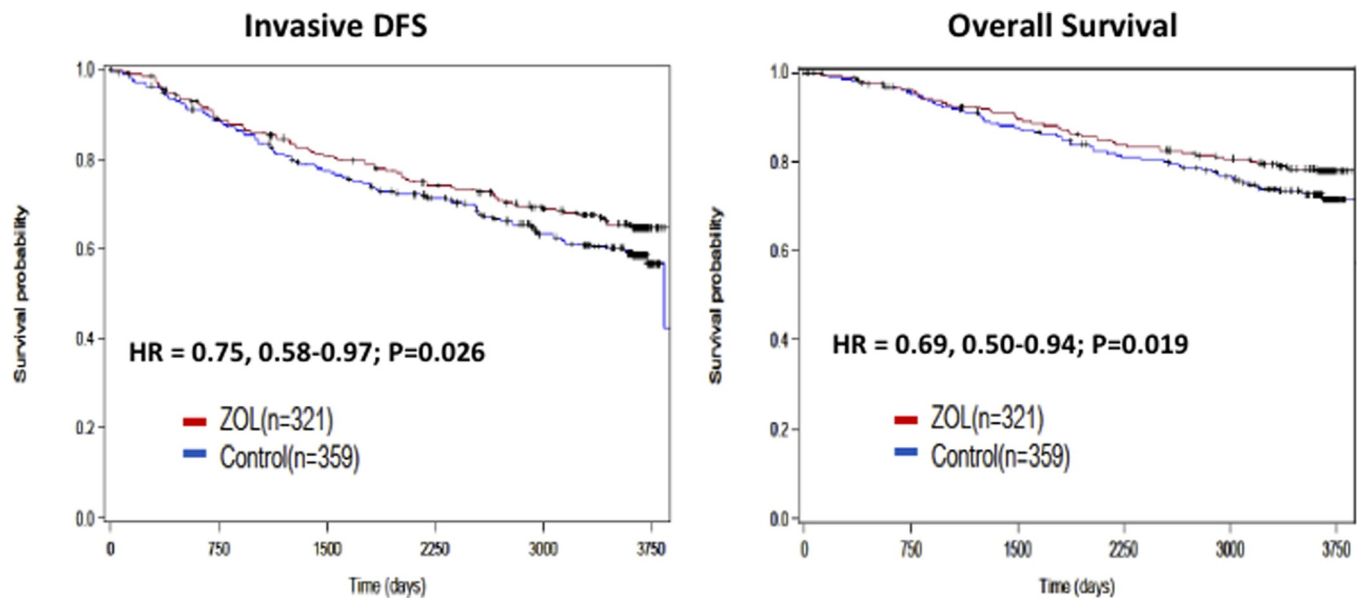 Invasive DFS
1.0
0.8
0.6
0.4
0.2
0.0
Survival probability
HR = 0.75, 0.58-0.97; P=0.026
ZOL(n=321)
Control(n=359)
0 750 1500 2250 3000 3750
Time (days)
Overall Survival
1.0
0.8
0.6
0.4
0.2
0.0
Survival probability
HR = 0.69, 0.50-0.94; P=0.019
ZOL(n=321)
Control(n=359)
0 750 1500 2250 3000 3750
Time (days)